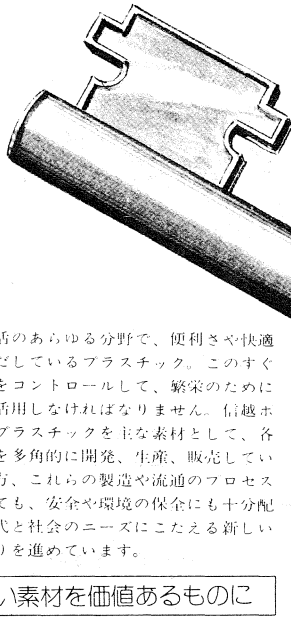 活のあらゆる分野で、便利さや快適
だしているプラスチック。このすぐ
をコントロールして、繁栄のために
活用しなければなりません。信越ポ
プラスチックを主な素材として、各
を多角的に開発、生産、販売してい
方、これらの製造や流通のプロセス
ても、安全や環境の保全にも十分配
代と社会のニーズにこたえる新しい
りを進めています。
い素材を価値あるものに